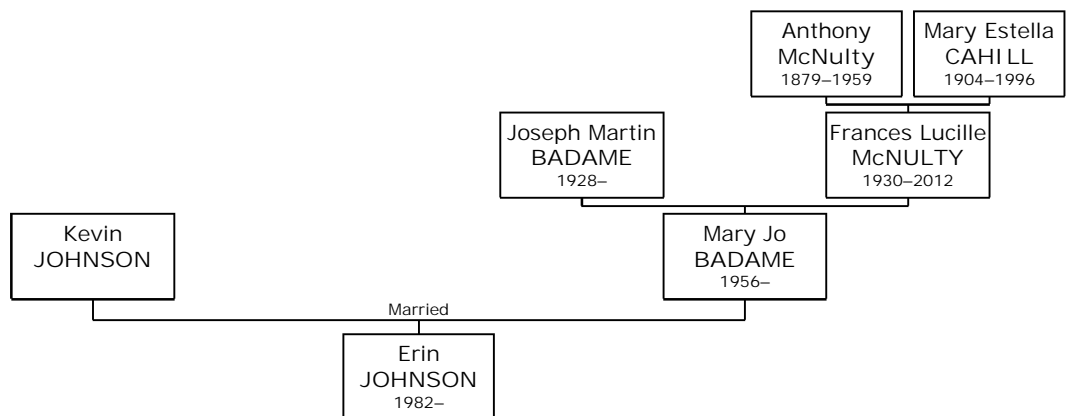 Anthony
McNulty
1879–1959
Mary Estella
CAHILL
1904–1996
Joseph Martin
BADAME
1928–
Frances Lucille
McNULTY
1930–2012
Kevin
JOHNSON
Mary Jo
BADAME
1956–
Married
Erin
JOHNSON
1982–